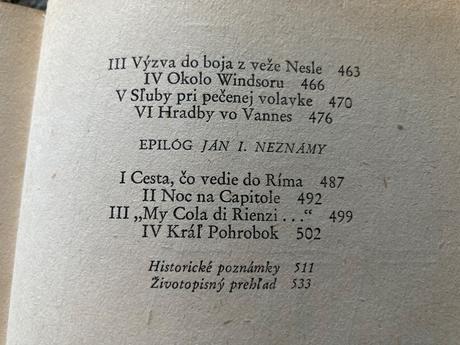 III Výzva do boja z veže Nesle 463
IV Okolo Windsoru 466
V Sľuby pri pečenej volavke 470
VI Hradby vo Vannes 476
EPILÓG JÁN I. NEZNÁMY
I Cesta, čo vedie do Ríma 487
II Noc na Capitole 492
III „My Cola di Rienzi . . .“ 499
IV Kráľ Pohrobok 502
Historické poznámky 511
Životopisný prehľad 533